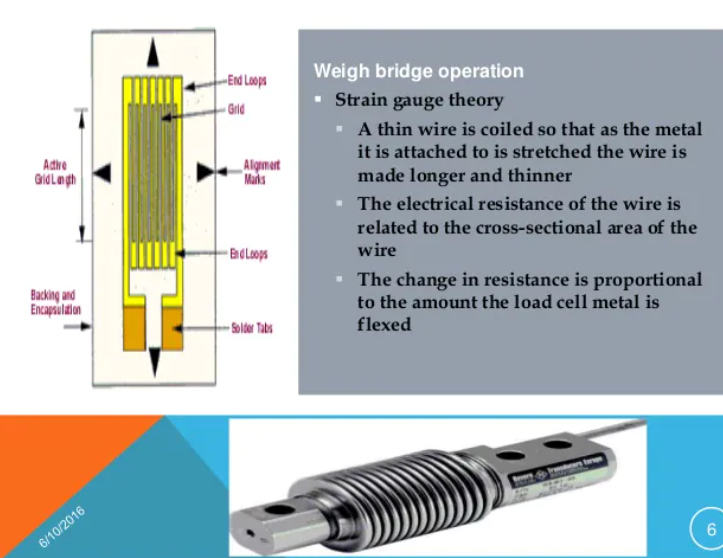 End Loops
Grid
Active
Grid Length
Alignment
Marks
End Loops
Backing and
Encapsulation
Solder Tabs
Weigh bridge operation
Strain gauge theory
A thin wire is coiled so that as the metal
it is attached to is stretched the wire is
made longer and thinner
The electrical resistance of the wire is
related to the cross-sectional area of the
wire
The change in resistance is proportional
to the amount the load cell metal is
flexed
Revere
Transducers Europe
6/10/2016
6